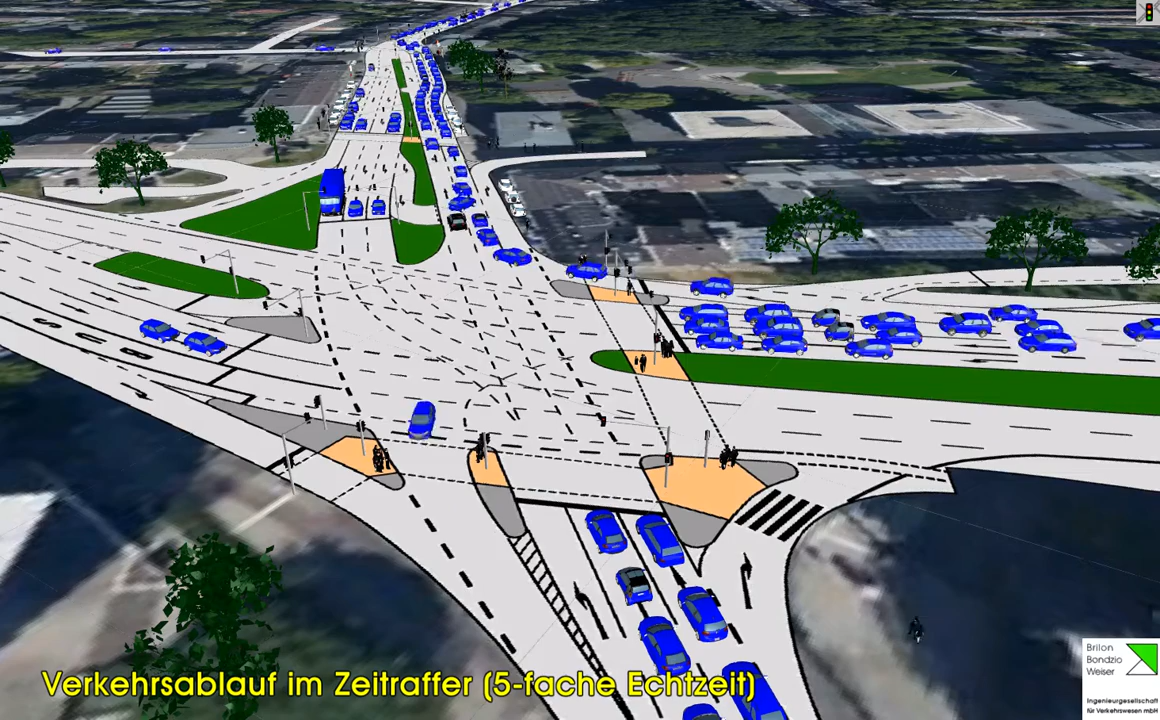 Verkehrsablauf im Zeitraffer (5-fache Echtzeit)
Brilon
Bondzio
Weiser
Ingenieurgesellschaft
für Verkehrswesen mbH